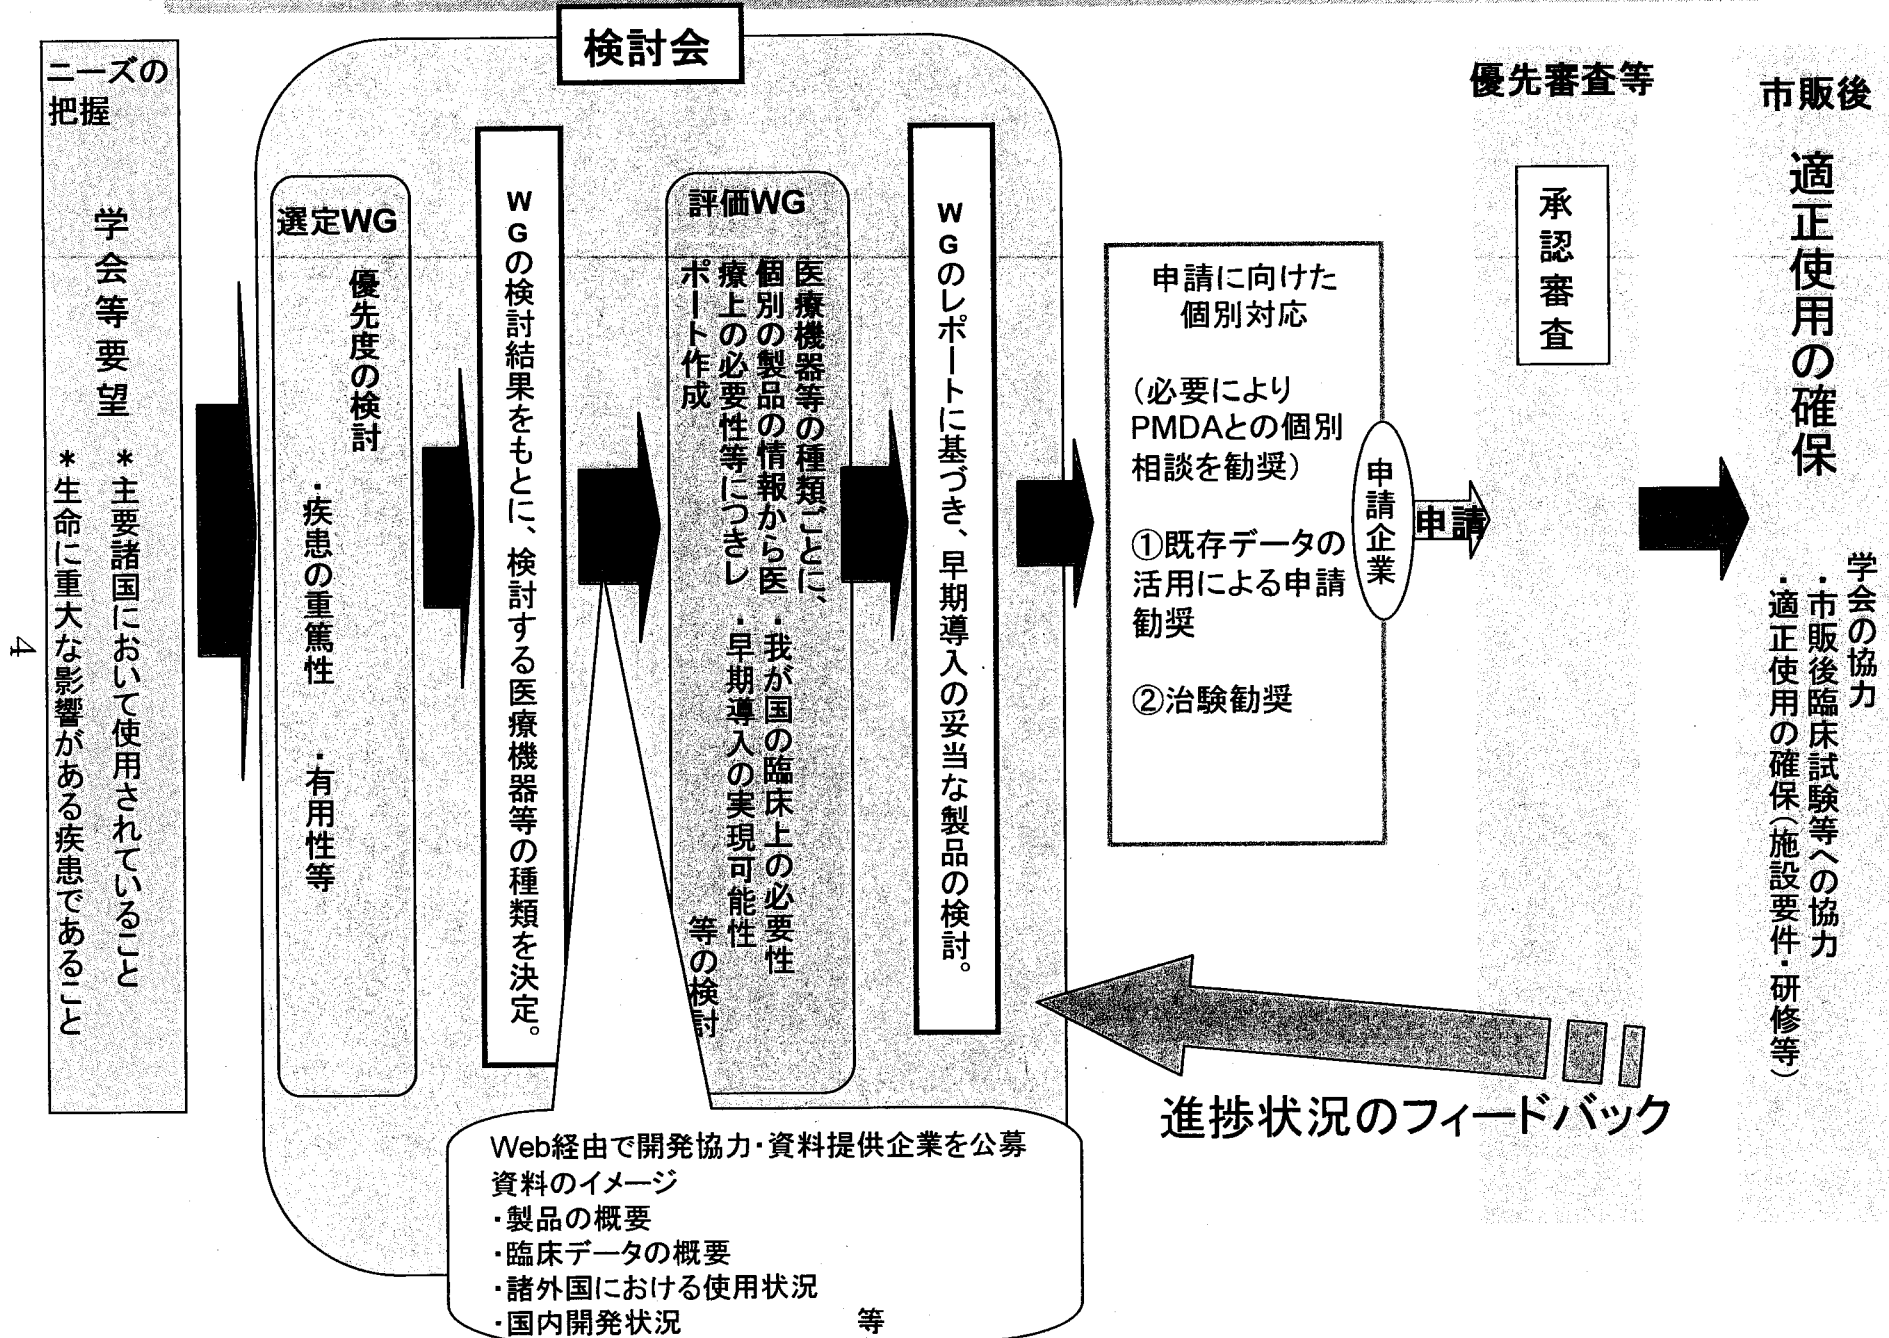 検討会
ニーズの
把握
学会等要望
＊主要諸国において使用されていること
＊生命に重大な影響がある疾患であること
選定WG
優先度の検討
・疾患の重篤性　・有用性等
WGの検討結果をもとに、検討する医療機器等の種類を決定。
評価WG
医療機器等の種類ごとに、
個別の製品の情報から医
療上の必要性等につきレ
ポート作成
・我が国の臨床上の必要性
・早期導入の実現可能性
等の検討
WGのレポートに基づき、早期導入の妥当な製品の検討。
申請に向けた
個別対応
（必要により
PMDAとの個別
相談を勧奨）
①既存データの
活用による申請
勧奨
②治験勧奨
申請企業
申請
優先審査等
承認審査
市販後
適正使用の確保
学会の協力
・市販後臨床試験等への協力
・適正使用の確保（施設要件・研修等）
進捗状況のフィードバック
Web経由で開発協力・資料提供企業を公募
資料のイメージ
・製品の概要
・臨床データの概要
・諸外国における使用状況
・国内開発状況　等
4